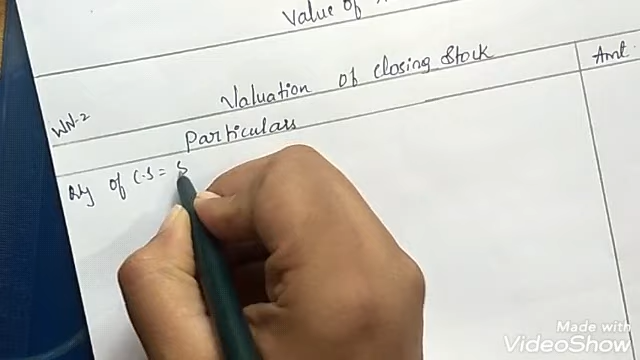 Value of
WN-2
Valuation of Closing Stock
Particulars
Amt.
Qty of C.S = S
Made with
VideoShow